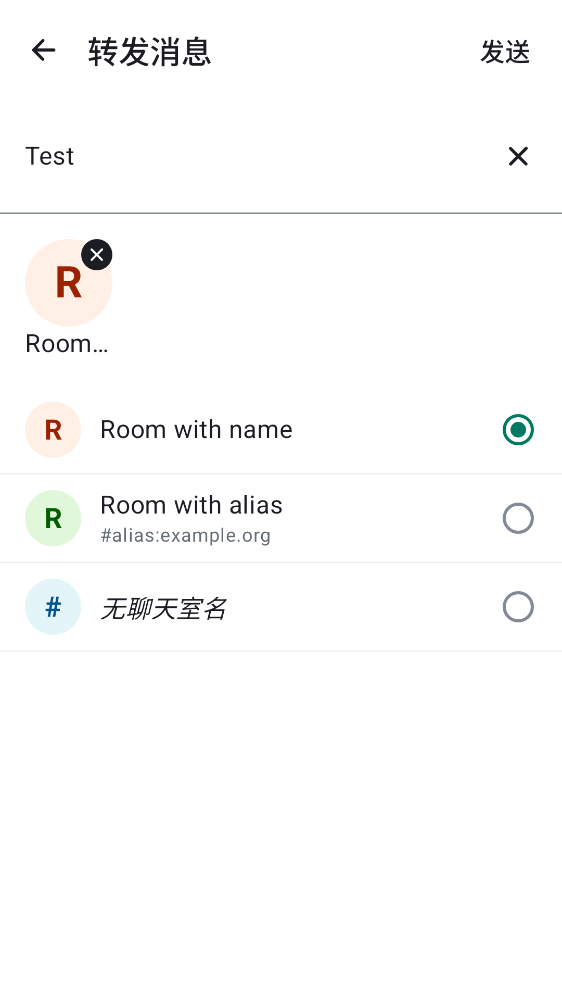 转发消息
发送
Test
R
Room…
R
Room with name
R
Room with alias
#alias:example.org
#
无聊天室名